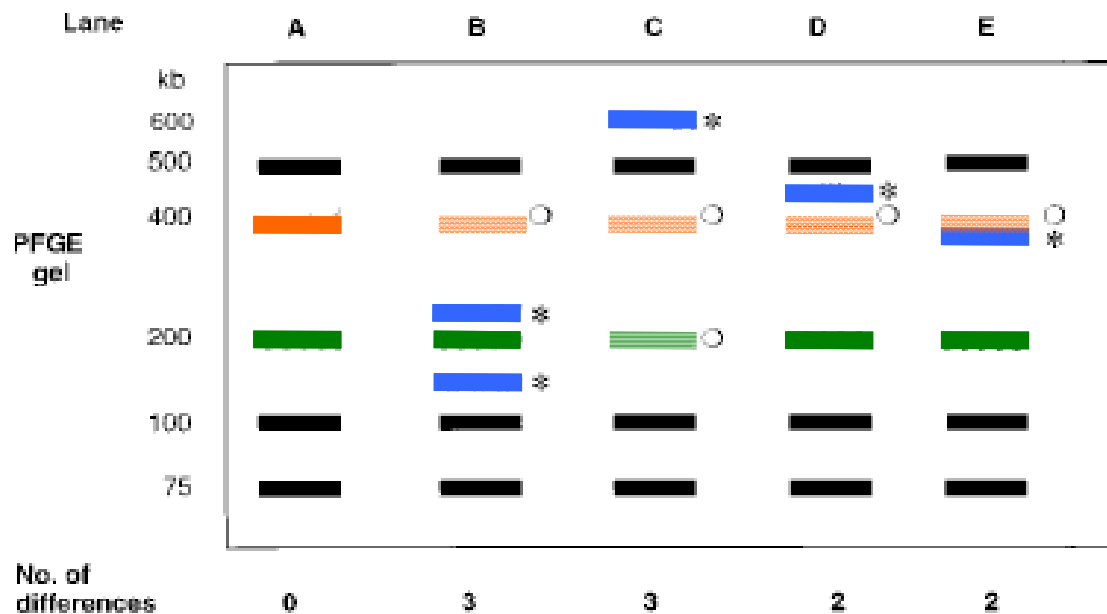 Lane A B C D E
kb
600 *
500
*
400
PFGE
gel
*
*
200
*
100
75
No. of
differences 0 3 3 2 2